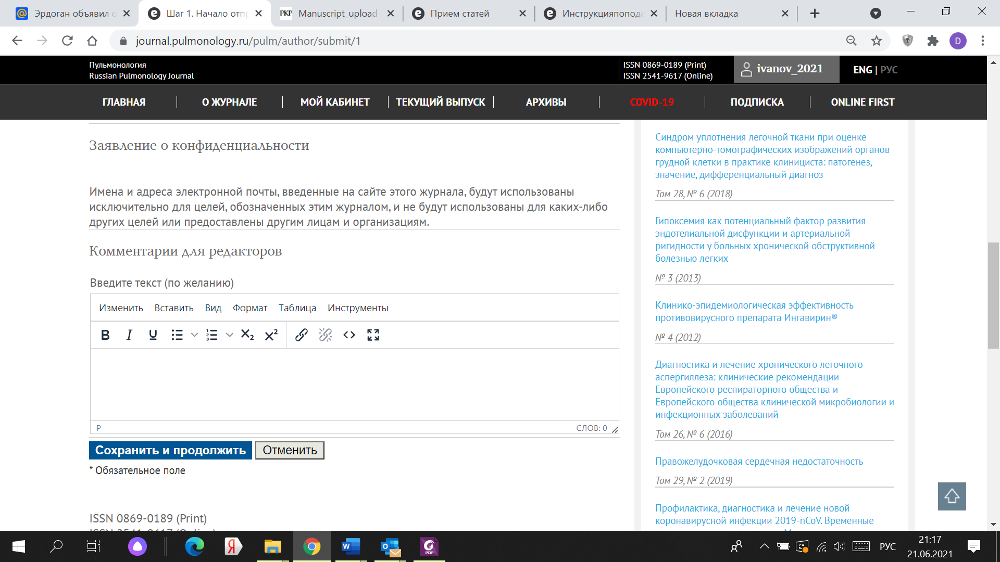 Эрдоган объявил о
Шаг 1. Начало отпр
PKP
Manuscript_upload_
Прием статей
Инструкцияпопода
Новая вкладка
journal.pulmonology.ru/pulm/author/submit/1
D
Пульмонология
Russian Pulmonology Journal
ISSN 0869-0189 (Print)
ISSN 2541-9617 (Online)
ivanov_2021
ENG | РУС
ГЛАВНАЯ
О ЖУРНАЛЕ
МОЙ КАБИНЕТ
ТЕКУЩИЙ ВЫПУСК
АРХИВЫ
COVID-19
ПОДПИСКА
ONLINE FIRST
Заявление о конфиденциальности
Имена и адреса электронной почты, введенные на сайте этого журнала, будут использованы
исключительно для целей, обозначенных этим журналом, и не будут использованы для каких-либо
других целей или предоставлены другим лицам и организациям.
Комментарии для редакторов
Введите текст (по желанию)
Изменить Вставить Вид Формат Таблица Инструменты
B I U X₂ X²
P
СЛОВ: 0
Сохранить и продолжить
Отменить
* Обязательное поле
ISSN 0869-0189 (Print)
ISSN 2541-9617 (Online)
Синдром уплотнения легочной ткани при оценке
компьютерно-томографических изображений органов
грудной клетки в практике клинициста: патогенез,
значение, дифференциальный диагноз
Том 28, № 6 (2018)
Гипоксемия как потенциальный фактор развития
эндотелиальной дисфункции и артериальной
ригидности у больных хронической обструктивной
болезнью легких
№ 3 (2013)
Клинико-эпидемиологическая эффективность
противовирусного препарата Ингавирин®
№ 4 (2012)
Диагностика и лечение хронического легочного
аспергиллеза: клинические рекомендации
Европейского респираторного общества и
Европейского общества клинической микробиологии и
инфекционных заболеваний
Том 26, № 6 (2016)
Правожелудочковая сердечная недостаточность
Том 29, № 2 (2019)
Профилактика, диагностика и лечение новой
коронавирусной инфекции 2019-nCoV. Временные
РУС
21:17
21.06.2021